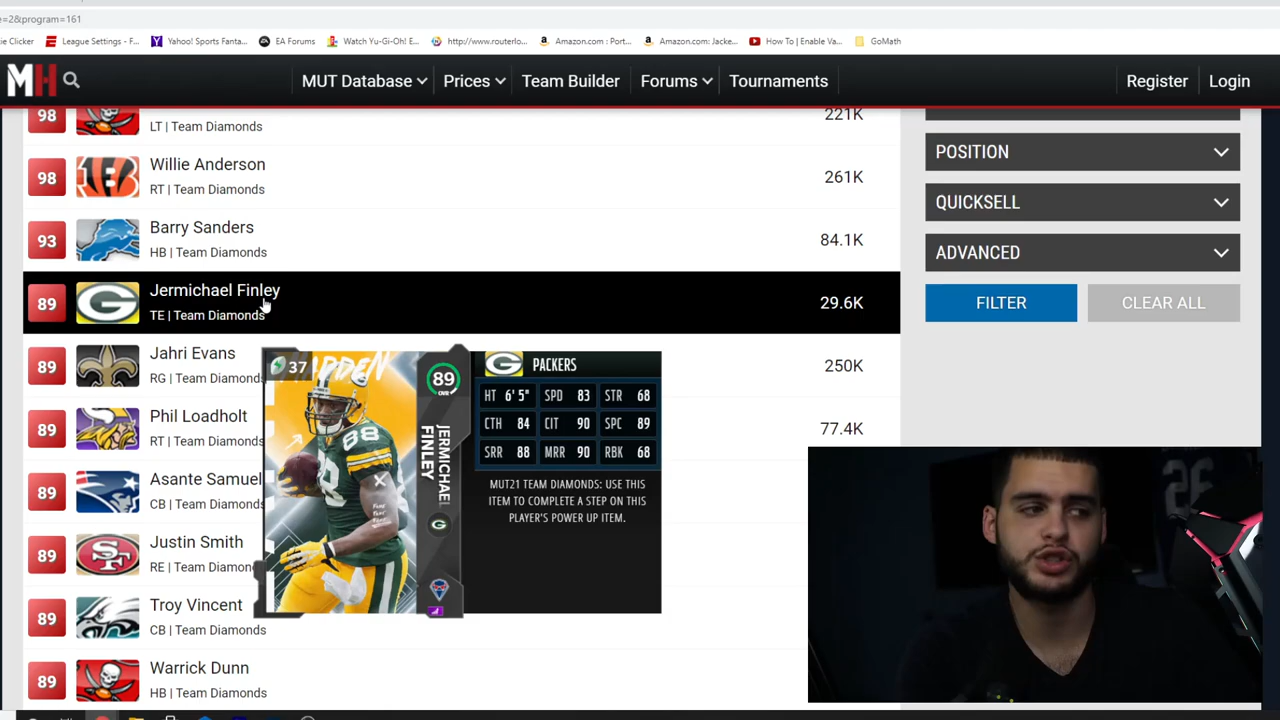 =2&program=161
ie Clicker
League Settings - F...
Yahoo! Sports Fanta...
EA Forums
Watch Yu-Gi-Oh! E...
http://www.routerlo...
Amazon.com : Port...
Amazon.com: Jacke...
How To | Enable Va...
GoMath
MH
MUT Database
Prices
Team Builder
Forums
Tournaments
Register
Login
98
LT | Team Diamonds
221K
98
Willie Anderson
RT | Team Diamonds
261K
93
Barry Sanders
HB | Team Diamonds
84.1K
89
Jermichael Finley
TE | Team Diamonds
29.6K
89
Jahri Evans
RG | Team Diamonds
250K
89
Phil Loadholt
RT | Team Diamonds
77.4K
89
Asante Samuel
CB | Team Diamonds
89
Justin Smith
RE | Team Diamonds
89
Troy Vincent
CB | Team Diamonds
89
Warrick Dunn
HB | Team Diamonds
POSITION
QUICKSELL
ADVANCED
FILTER
CLEAR ALL
37
89
OVR
JERMICHAEL
FINLEY
88
PACKERS
HT 6' 5" SPD 83 STR 68
CTH 84 CIT 90 SPC 89
SRR 88 MRR 90 RBK 68
MUT21 TEAM DIAMONDS: USE THIS
ITEM TO COMPLETE A STEP ON THIS
PLAYER'S POWER UP ITEM.